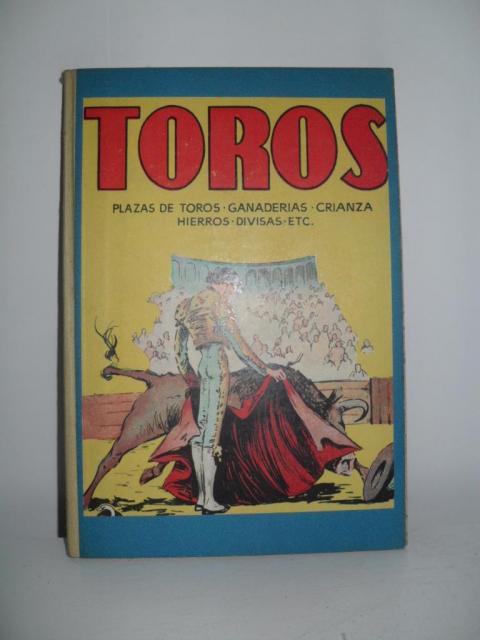 TOROS
PLAZAS DE TOROS · GANADERIAS · CRIANZA
HIERROS · DIVISAS · ETC.